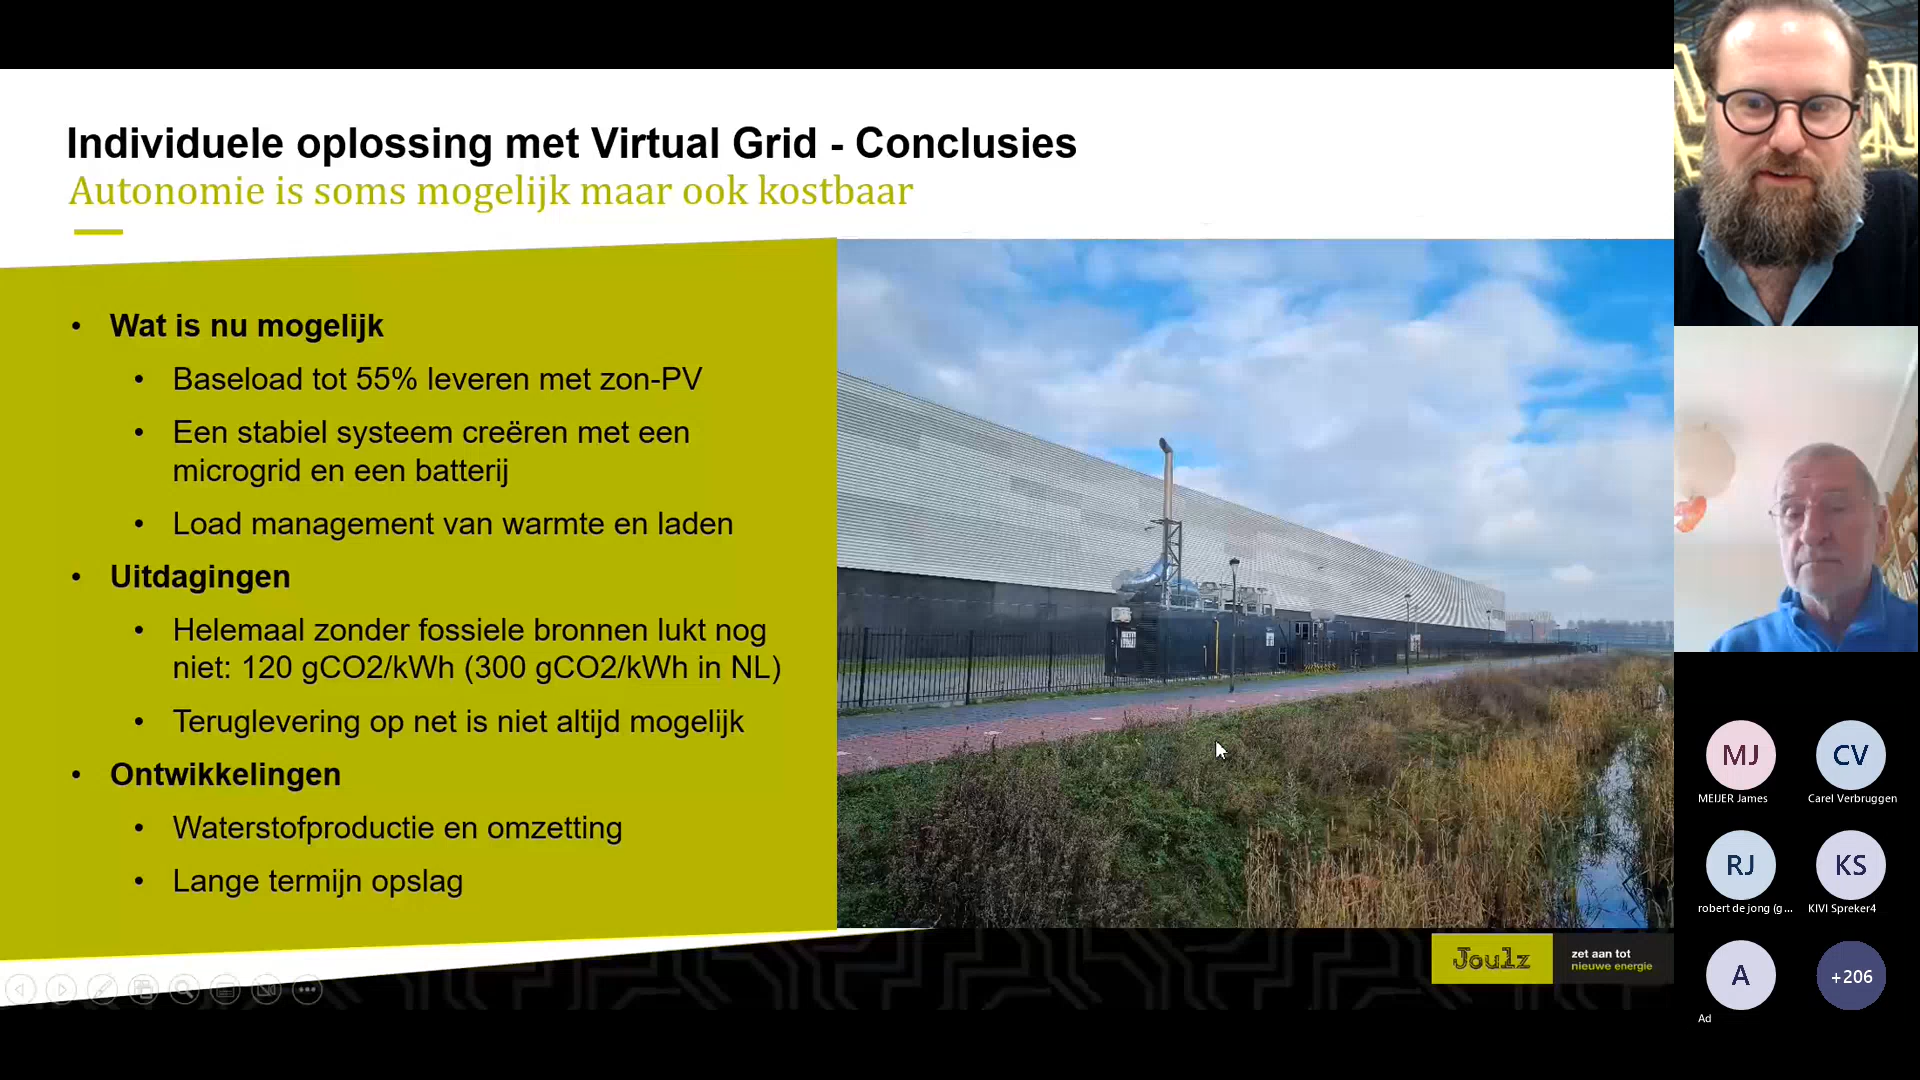 Individuele oplossing met Virtual Grid - Conclusies
Autonomie is soms mogelijk maar ook kostbaar
• Wat is nu mogelijk
• Baseload tot 55% leveren met zon-PV
• Een stabiel systeem creëren met een
microgrid en een batterij
• Load management van warmte en laden
• Uitdagingen
• Helemaal zonder fossiele bronnen lukt nog
niet: 120 gCO2/kWh (300 gCO2/kWh in NL)
• Teruglevering op net is niet altijd mogelijk
• Ontwikkelingen
• Waterstofproductie en omzetting
• Lange termijn opslag
Joulz
zet aan tot
nieuwe energie
MJ
MEIJER James
CV
Carel Verbruggen
RJ
robert de jong (g...
KS
KIVI Spreker4
A
Ad
+206